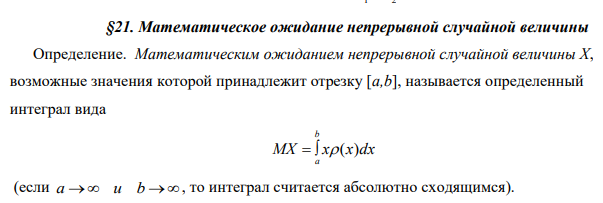 §21. Математическое ожидание непрерывной случайной величины
Определение. Математическим ожиданием непрерывной случайной величины X,
возможные значения которой принадлежит отрезку [a,b], называется определенный
интеграл вида
MX = ∫ₐᵇ xρ(x)dx
(если a → ∞ и b → ∞, то интеграл считается абсолютно сходящимся).